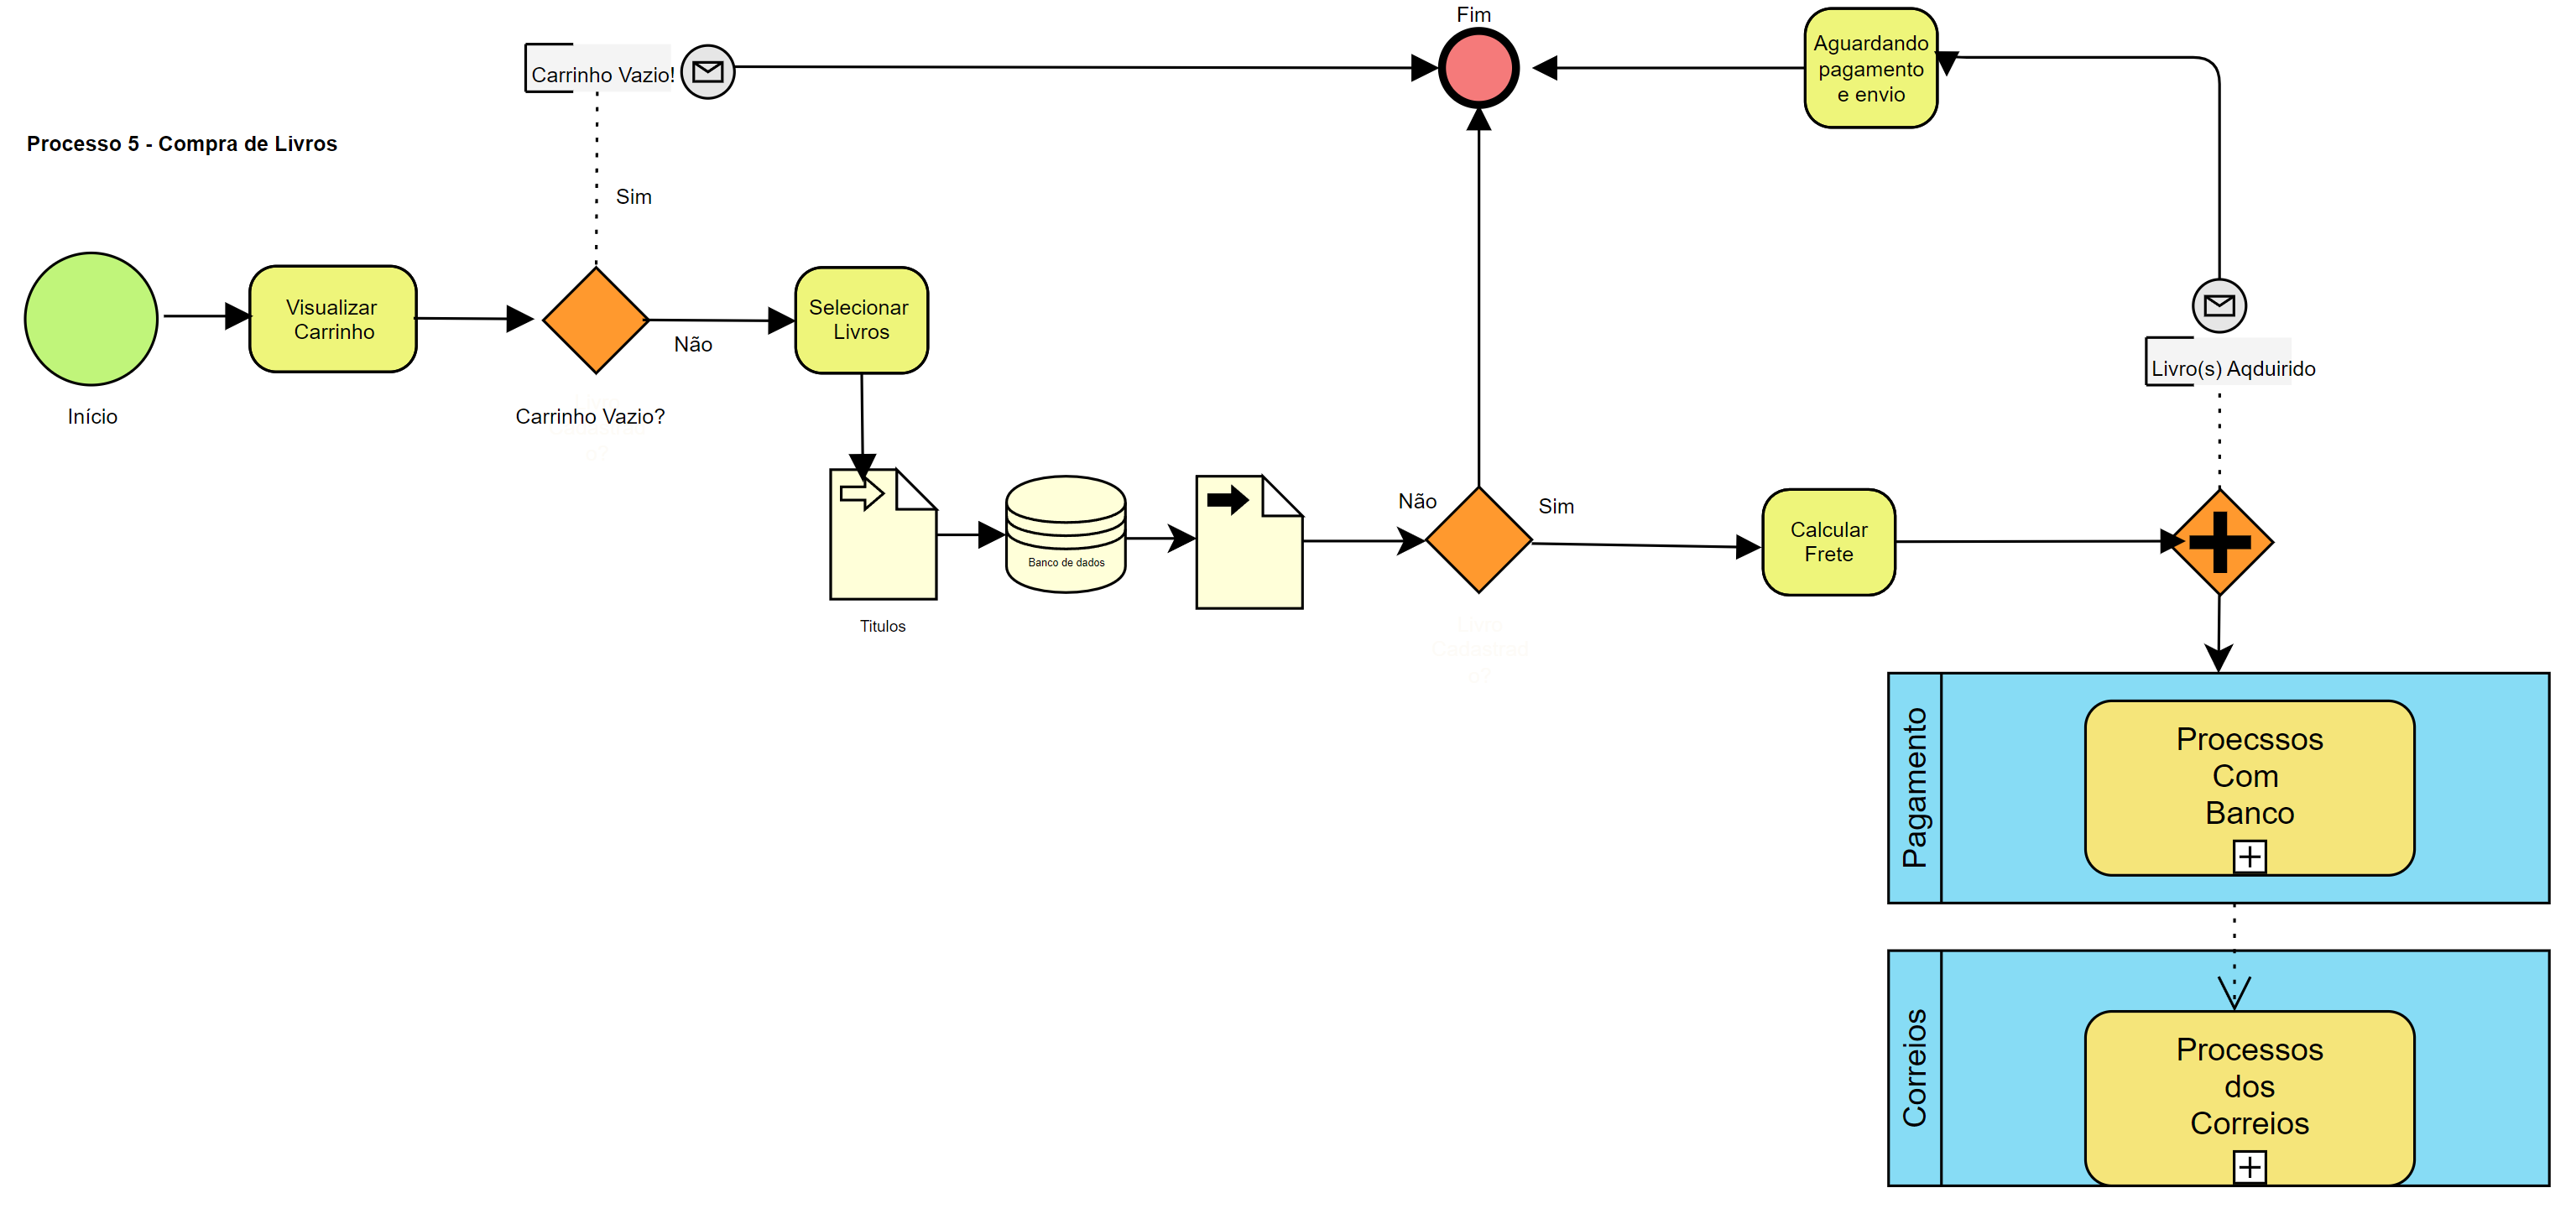 Fim
Aguardando
pagamento
e envio
Carrinho Vazio!
Processo 5 - Compra de Livros
Sim
Visualizar
Carrinho
Não
Selecionar
Livros
Início
Carrinho Vazio?
o?
Livro(s) Aqduirido
Titulos
Banco de dados
Não
Sim
Calcular
Frete
Livro
Cadastrad
o?
Pagamento
Proecssos
Com
Banco
Correios
Processos
dos
Correios